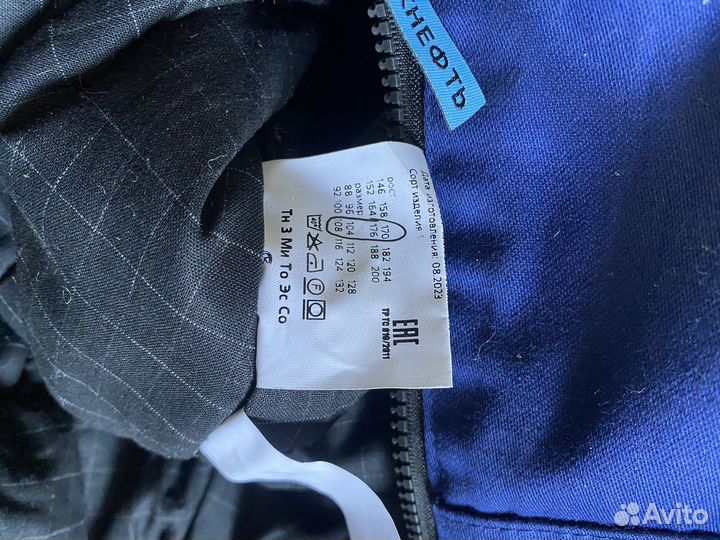 ХНЕФТЬ
Дата изготовления: 08.2023
Сорт изделия
рост
146 158 170 182 194
152 164 176 188 200
размер
88 96 104 112 120 128
92 100 108 116 124 132
Тн З Ми То Эс Со
EAC
ТР ТС 019/2011
Avito